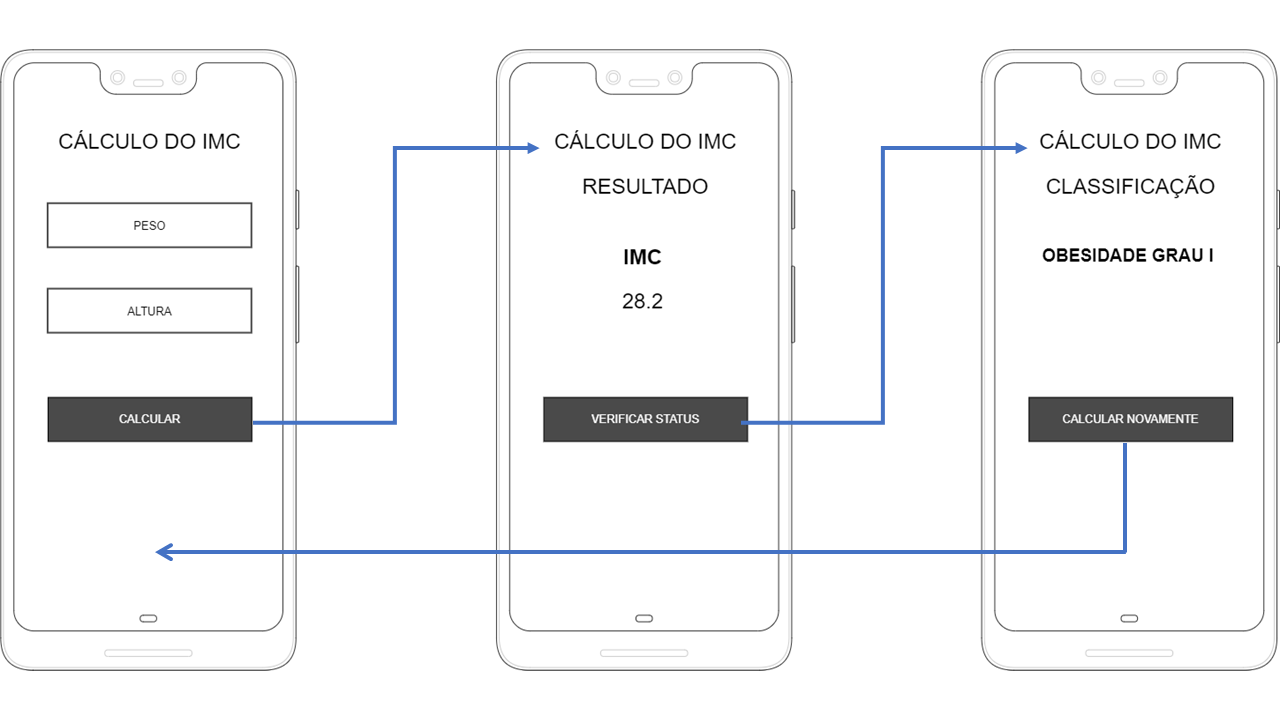 CÁLCULO DO IMC
PESO
ALTURA
CALCULAR
CÁLCULO DO IMC
RESULTADO
IMC
28.2
VERIFICAR STATUS
CÁLCULO DO IMC
CLASSIFICAÇÃO
OBESIDADE GRAU I
CALCULAR NOVAMENTE